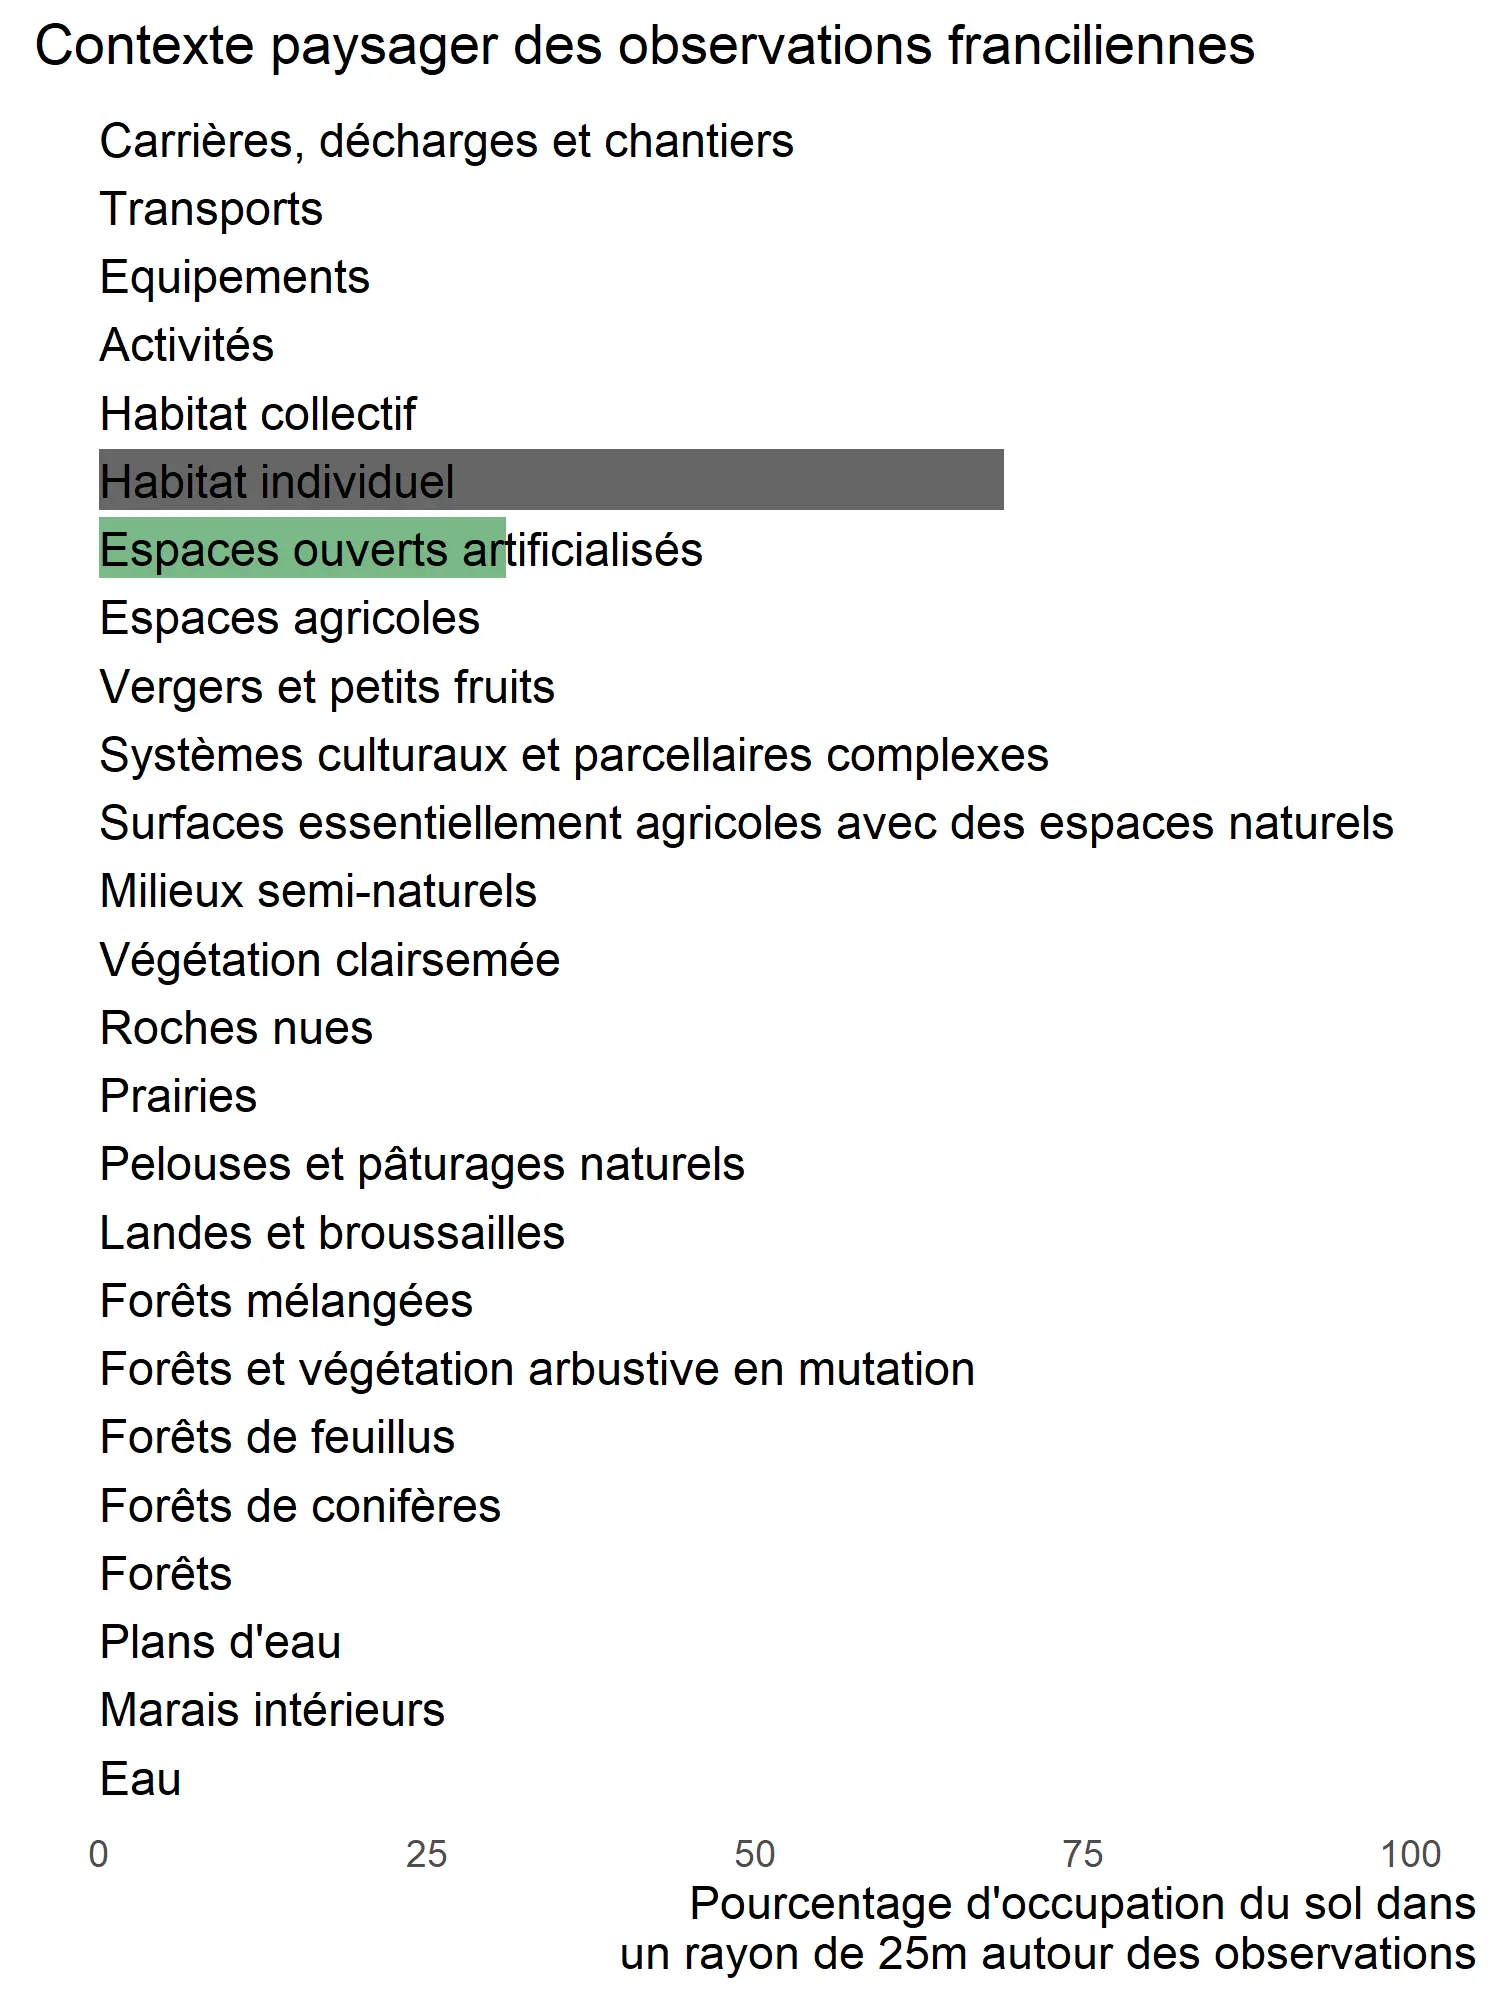 Contexte paysager des observations franciliennes
Carrières, décharges et chantiers
Transports
Equipements
Activités
Habitat collectif
Habitat individuel
Espaces ouverts artificialisés
Espaces agricoles
Vergers et petits fruits
Systèmes culturaux et parcellaires complexes
Surfaces essentiellement agricoles avec des espaces naturels
Milieux semi-naturels
Végétation clairsemée
Roches nues
Prairies
Pelouses et pâturages naturels
Landes et broussailles
Forêts mélangées
Forêts et végétation arbustive en mutation
Forêts de feuillus
Forêts de conifères
Forêts
Plans d'eau
Marais intérieurs
Eau
0 25 50 75 100
Pourcentage d'occupation du sol dans
un rayon de 25m autour des observations